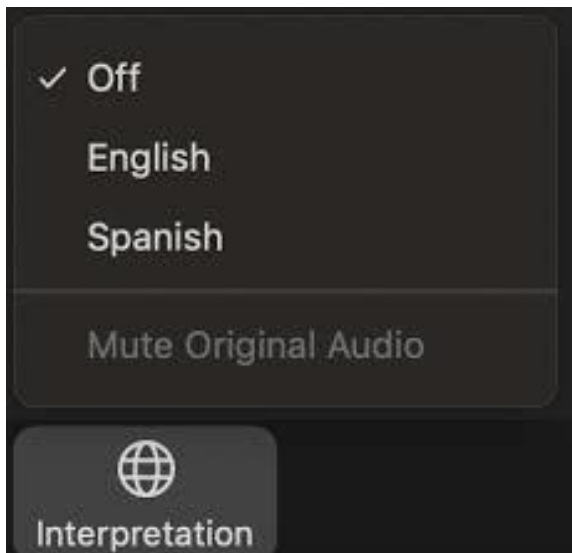 Off
English
Spanish
Mute Original Audio
Interpretation